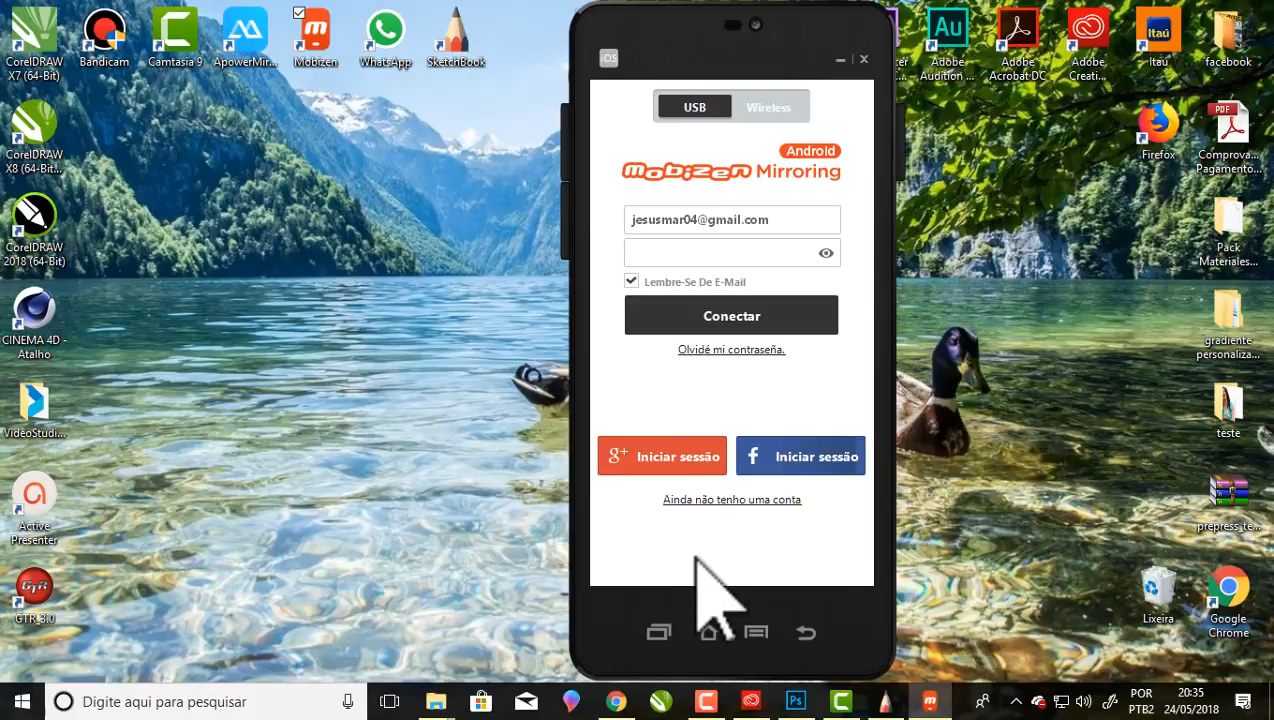 CorelDRAW
X7 (64-Bit)
Bandicam
Camtasia 9
ApowerMir...
Mobizen
WhatsApp
SketchBook
CorelDRAW
X8 (64-Bit...
CorelDRAW
2018 (64-Bit)
CINEMA 4D -
Atalho
VideoStudi...
Active
Presenter
GTR
GTR_3.0
iOS
USB
Wireless
Android
mobizen Mirroring
jesusmar04@gmail.com
Lembre-Se De E-Mail
Conectar
Olvidé mi contraseña.
g+ Iniciar sessão
f Iniciar sessão
Ainda não tenho uma conta
Au
Adobe
Audition ...
Adobe
Acrobat DC
Adobe
Creati...
Itaú
Itaú
facebook
Firefox
PDF
Comprova...
Pagamento...
Pack
Materiales...
gradiente
personaliza...
teste
prepress_te...
Lixeira
Google
Chrome
Digite aqui para pesquisar
Ps
POR
PTB2
20:35
24/05/2018